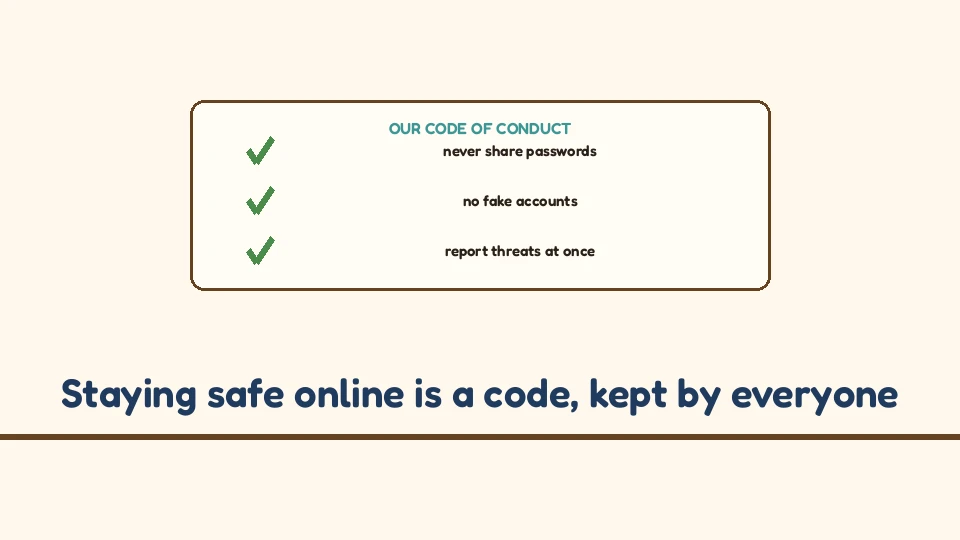 OUR CODE OF CONDUCT
never share passwords
no fake accounts
report threats at once
Staying safe online is a code, kept by everyone